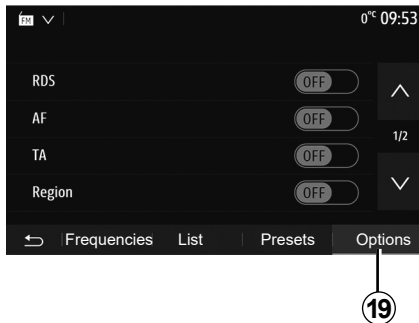 FM 0°C 09:53
RDS OFF
AF OFF
1/2
TA OFF
Region OFF
Frequencies List Presets Options
19